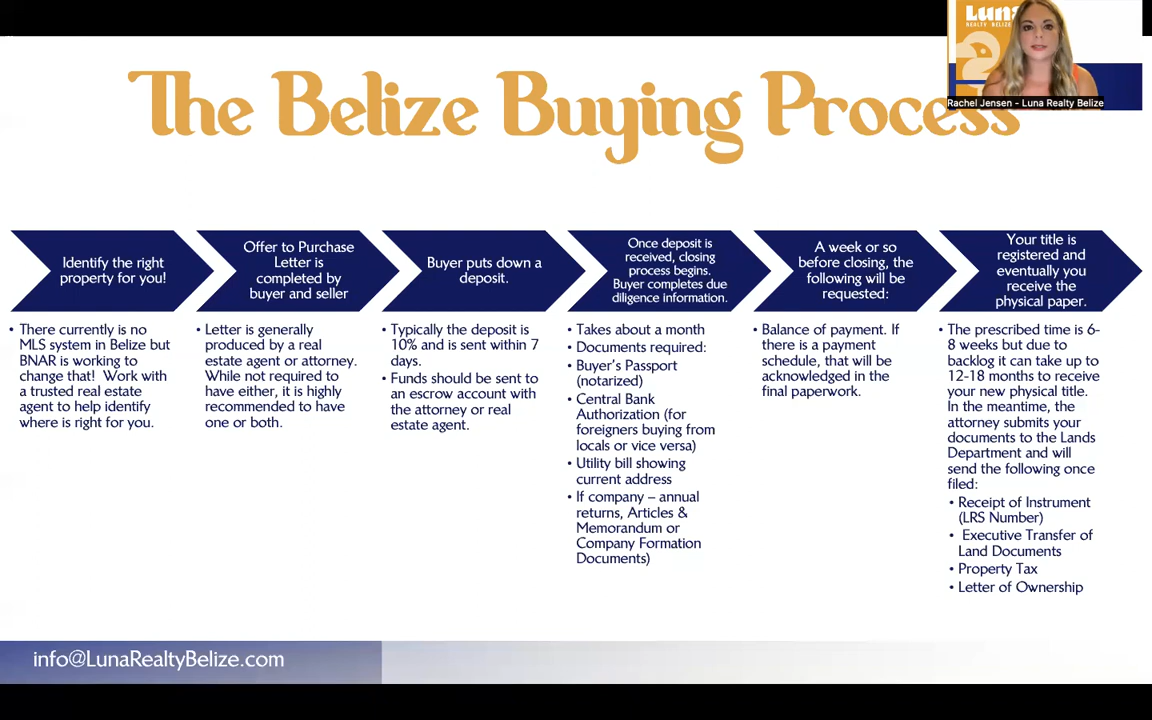 The Belize Buying Process
Luna
REALTY BELIZE
Rachel Jensen - Luna Realty Belize
Identify the right
property for you!
• There currently is no
MLS system in Belize but
BNAR is working to
change that!  Work with
a trusted real estate
agent to help identify
where is right for you.
Offer to Purchase
Letter is
completed by
buyer and seller
• Letter is generally
produced by a real
estate agent or attorney.
While not required to
have either, it is highly
recommended to have
one or both.
Buyer puts down a
deposit.
• Typically the deposit is
10% and is sent within 7
days.
• Funds should be sent to
an escrow account with
the attorney or real
estate agent.
Once deposit is
received, closing
process begins.
Buyer completes due
diligence information.
• Takes about a month
• Documents required:
• Buyer's Passport
(notarized)
• Central Bank
Authorization (for
foreigners buying from
locals or vice versa)
• Utility bill showing
current address
• If company – annual
returns, Articles &
Memorandum or
Company Formation
Documents)
A week or so
before closing, the
following will be
requested:
• Balance of payment. If
there is a payment
schedule, that will be
acknowledged in the
final paperwork.
Your title is
registered and
eventually you
receive the
physical paper.
• The prescribed time is 6-
8 weeks but due to
backlog it can take up to
12-18 months to receive
your new physical title.
In the meantime, the
attorney submits your
documents to the Lands
Department and will
send the following once
filed:
• Receipt of Instrument
(LRS Number)
• Executive Transfer of
Land Documents
• Property Tax
• Letter of Ownership
info@LunaRealtyBelize.com